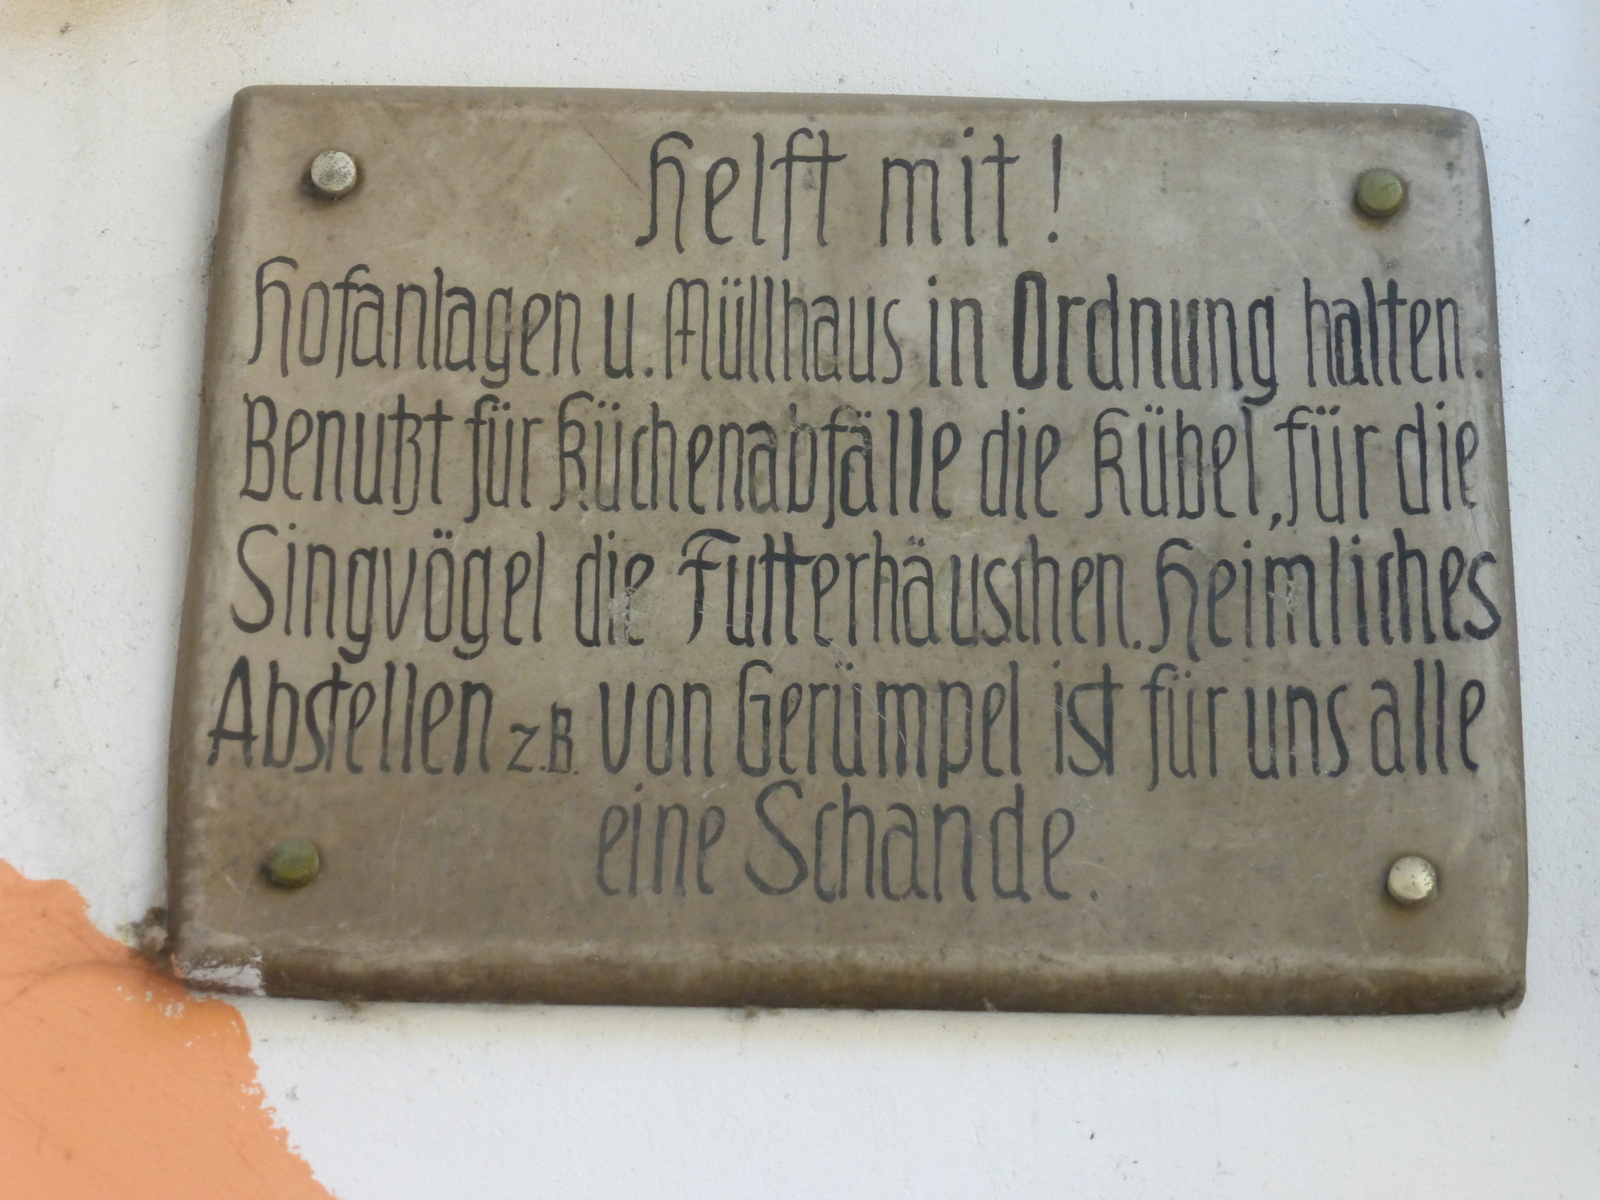 Helft mit!
Hofanlagen u. Müllhaus in Ordnung halten.
Benutzt für Küchenabfälle die Kübel, für die
Singvögel die Futterhäuschen. Heimliches
Abstellen z.B. von Gerümpel ist für uns alle
eine Schande.